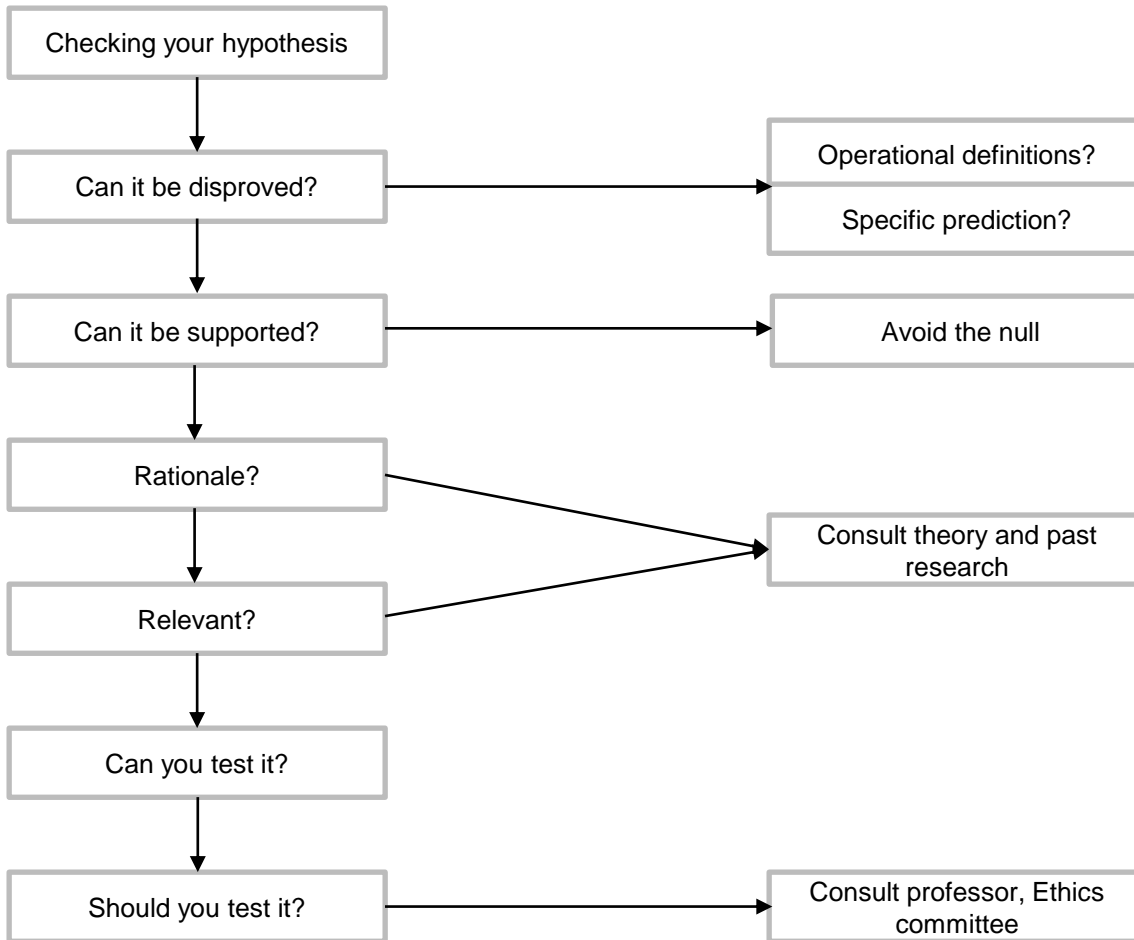 Checking your hypothesis
Can it be disproved?
Operational definitions?
Specific prediction?
Can it be supported?
Avoid the null
Rationale?
Consult theory and past
research
Relevant?
Can you test it?
Should you test it?
Consult professor, Ethics
committee